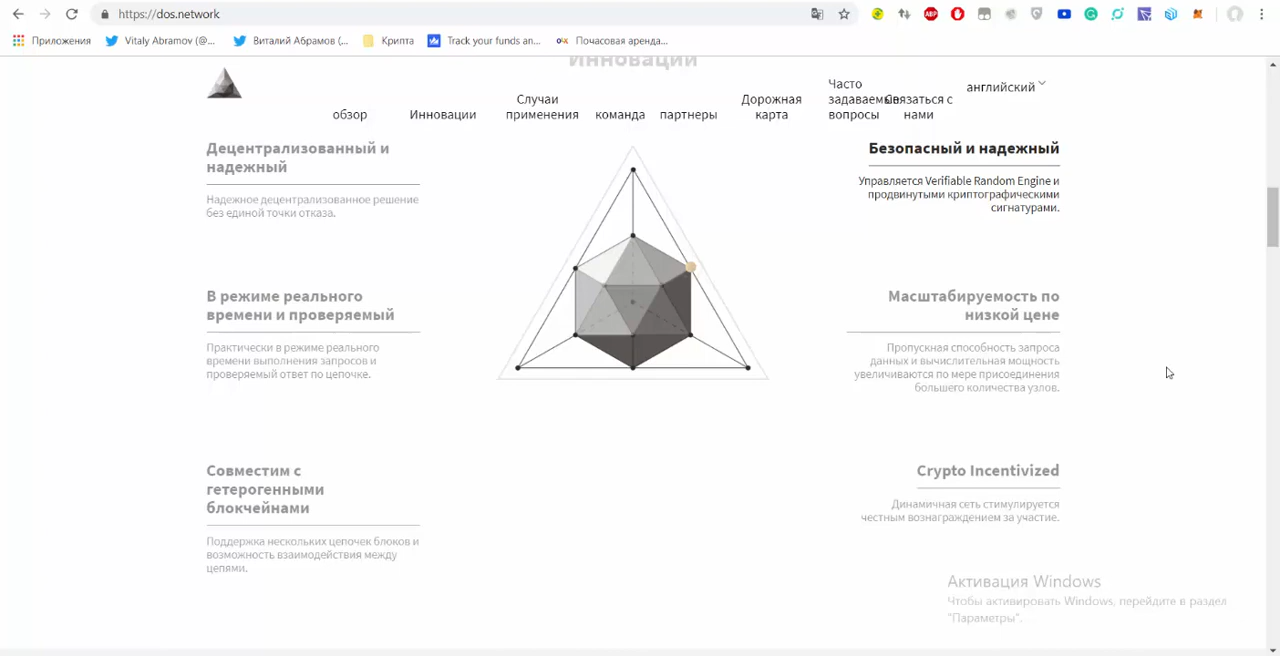 https://dos.network
Приложения
Vitaly Abramov (@...
Виталий Абрамов (...
Крипта
Track your funds an...
Почасовая аренда...
Инновации
обзор
Инновации
Случаи
применения
команда
партнеры
Дорожная
карта
Часто
задаваемые
вопросы
Связаться с
нами
английский
Децентрализованный и
надежный
Надежное децентрализованное решение
без единой точки отказа.
Безопасный и надежный
Управляется Verifiable Random Engine и
продвинутыми криптографическими
сигнатурами.
В режиме реального
времени и проверяемый
Практически в режиме реального
времени выполнения запросов и
проверяемый ответ по цепочке.
Масштабируемость по
низкой цене
Пропускная способность запроса
данных и вычислительная мощность
увеличиваются по мере присоединения
большего количества узлов.
Совместим с
гетерогенными
блокчейнами
Поддержка нескольких цепочек блоков и
возможность взаимодействия между
цепями.
Crypto Incentivized
Динамичная сеть стимулируется
честным вознаграждением за участие.
Активация Windows
Чтобы активировать Windows, перейдите в раздел
"Параметры".